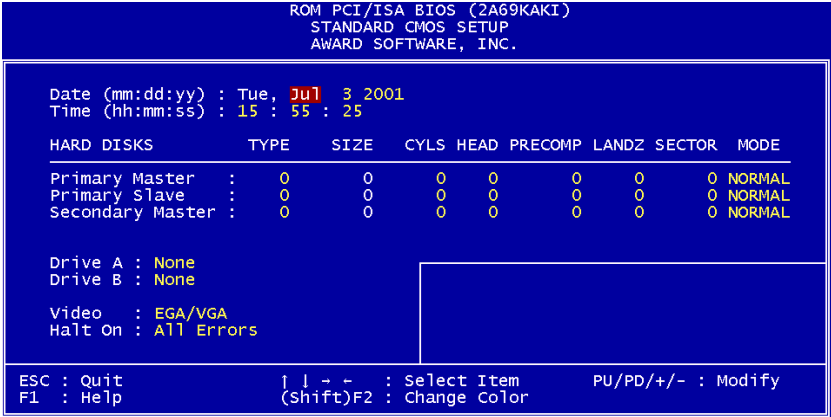 ROM PCI/ISA BIOS (2A69KAKI)
STANDARD CMOS SETUP
AWARD SOFTWARE, INC.
Date (mm:dd:yy) : Tue, Jul 3 2001
Time (hh:mm:ss) : 15 : 55 : 25
HARD DISKS TYPE SIZE CYLS HEAD PRECOMP LANDZ SECTOR MODE
Primary Master : 0 0 0 0 0 0 0 NORMAL
Primary Slave : 0 0 0 0 0 0 0 NORMAL
Secondary Master : 0 0 0 0 0 0 0 NORMAL
Drive A : None
Drive B : None
Video : EGA/VGA
Halt On : All Errors
ESC : Quit ↑ ↓ → ← : Select Item PU/PD/+/- : Modify
F1 : Help (Shift)F2 : Change Color